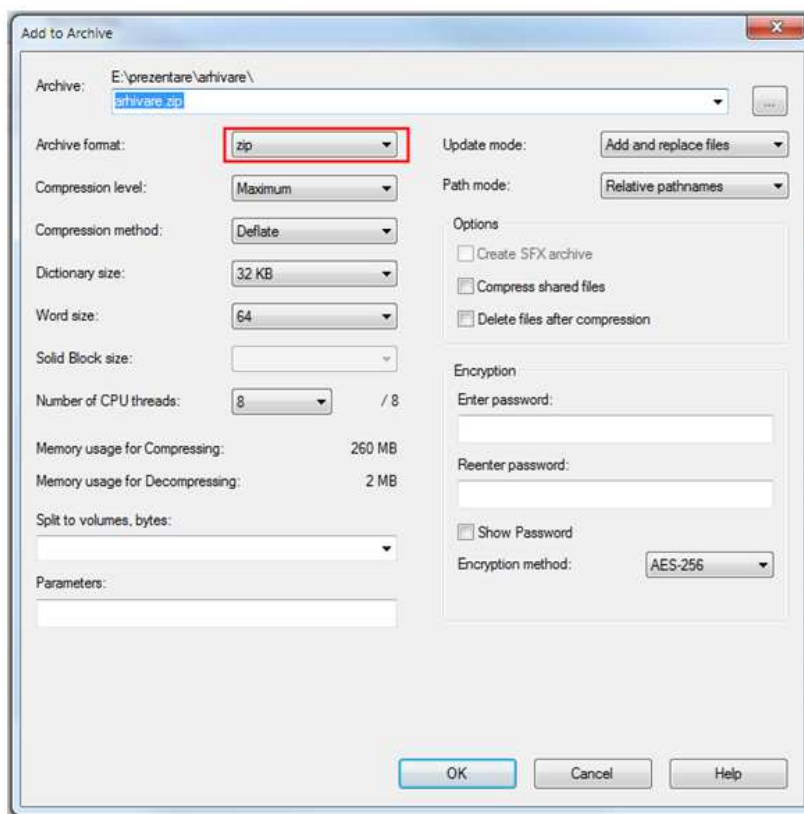 Add to Archive
Archive:
E:\prezentare\arhivare\
arhivare.zip
...
Archive format:
zip
Compression level:
Maximum
Compression method:
Deflate
Dictionary size:
32 KB
Word size:
64
Solid Block size:
Number of CPU threads:
8
/ 8
Memory usage for Compressing:
260 MB
Memory usage for Decompressing:
2 MB
Split to volumes, bytes:
Parameters:
Update mode:
Add and replace files
Path mode:
Relative pathnames
Options
Create SFX archive
Compress shared files
Delete files after compression
Encryption
Enter password:
Reenter password:
Show Password
Encryption method:
AES-256
OK
Cancel
Help